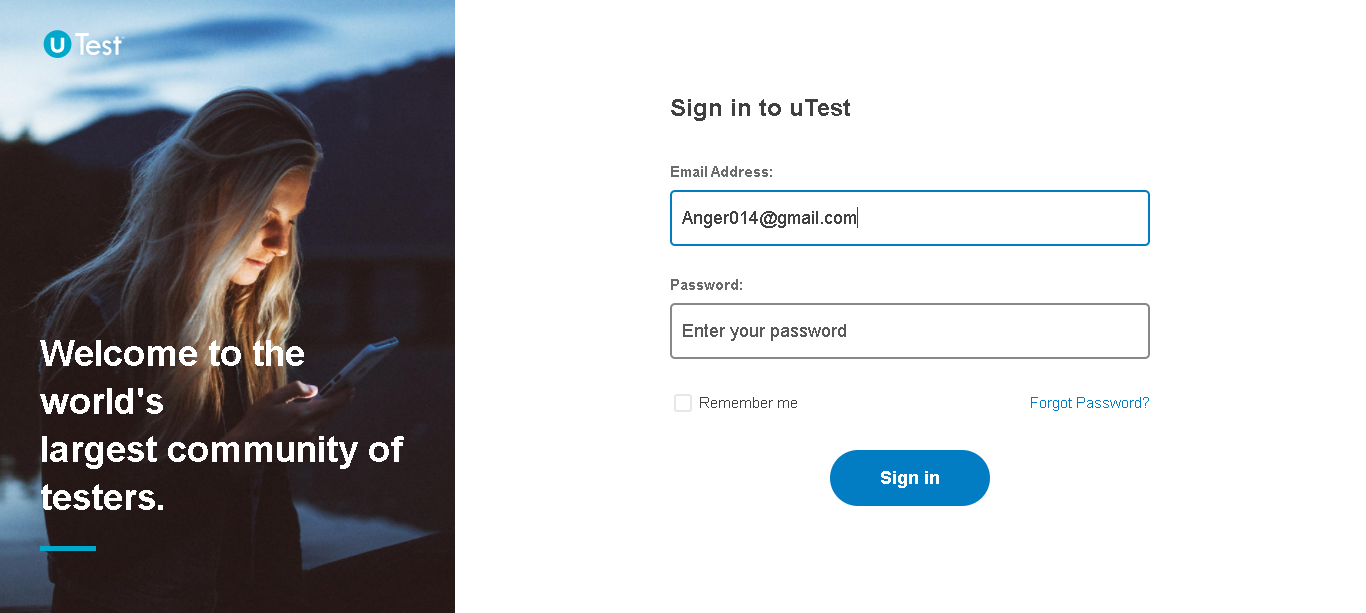 uTest
Welcome to the
world's
largest community of
testers.
Sign in to uTest
Email Address:
Anger014@gmail.com
Password:
Enter your password
Remember me
Forgot Password?
Sign in